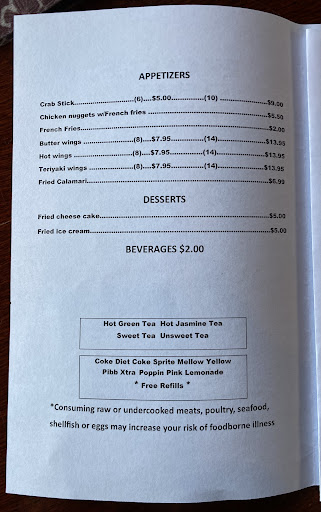 APPETIZERS
Crab Stick.......................(6)....$5.00..............(10) ........................$9.00
Chicken nuggets w/French fries ..........................................$5.50
French Fries...................................................................$2.00
Butter wings ..................(8)....$7.95.............(14)...................$13.95
Hot wings ......................(8)....$7.95.............(14)...................$13.95
Teriyaki wings ................(8)....$7.95.............(14)...................$13.95
Fried Calamari................................................................$6.99
DESSERTS
Fried cheese cake............................................................$5.00
Fried ice cream................................................................$5.00
BEVERAGES $2.00
Hot Green Tea Hot Jasmine Tea
Sweet Tea Unsweet Tea
Coke Diet Coke Sprite Mellow Yellow
Pibb Xtra Poppin Pink Lemonade
* Free Refills *
*Consuming raw or undercooked meats, poultry, seafood,
shellfish or eggs may increase your risk of foodborne illness